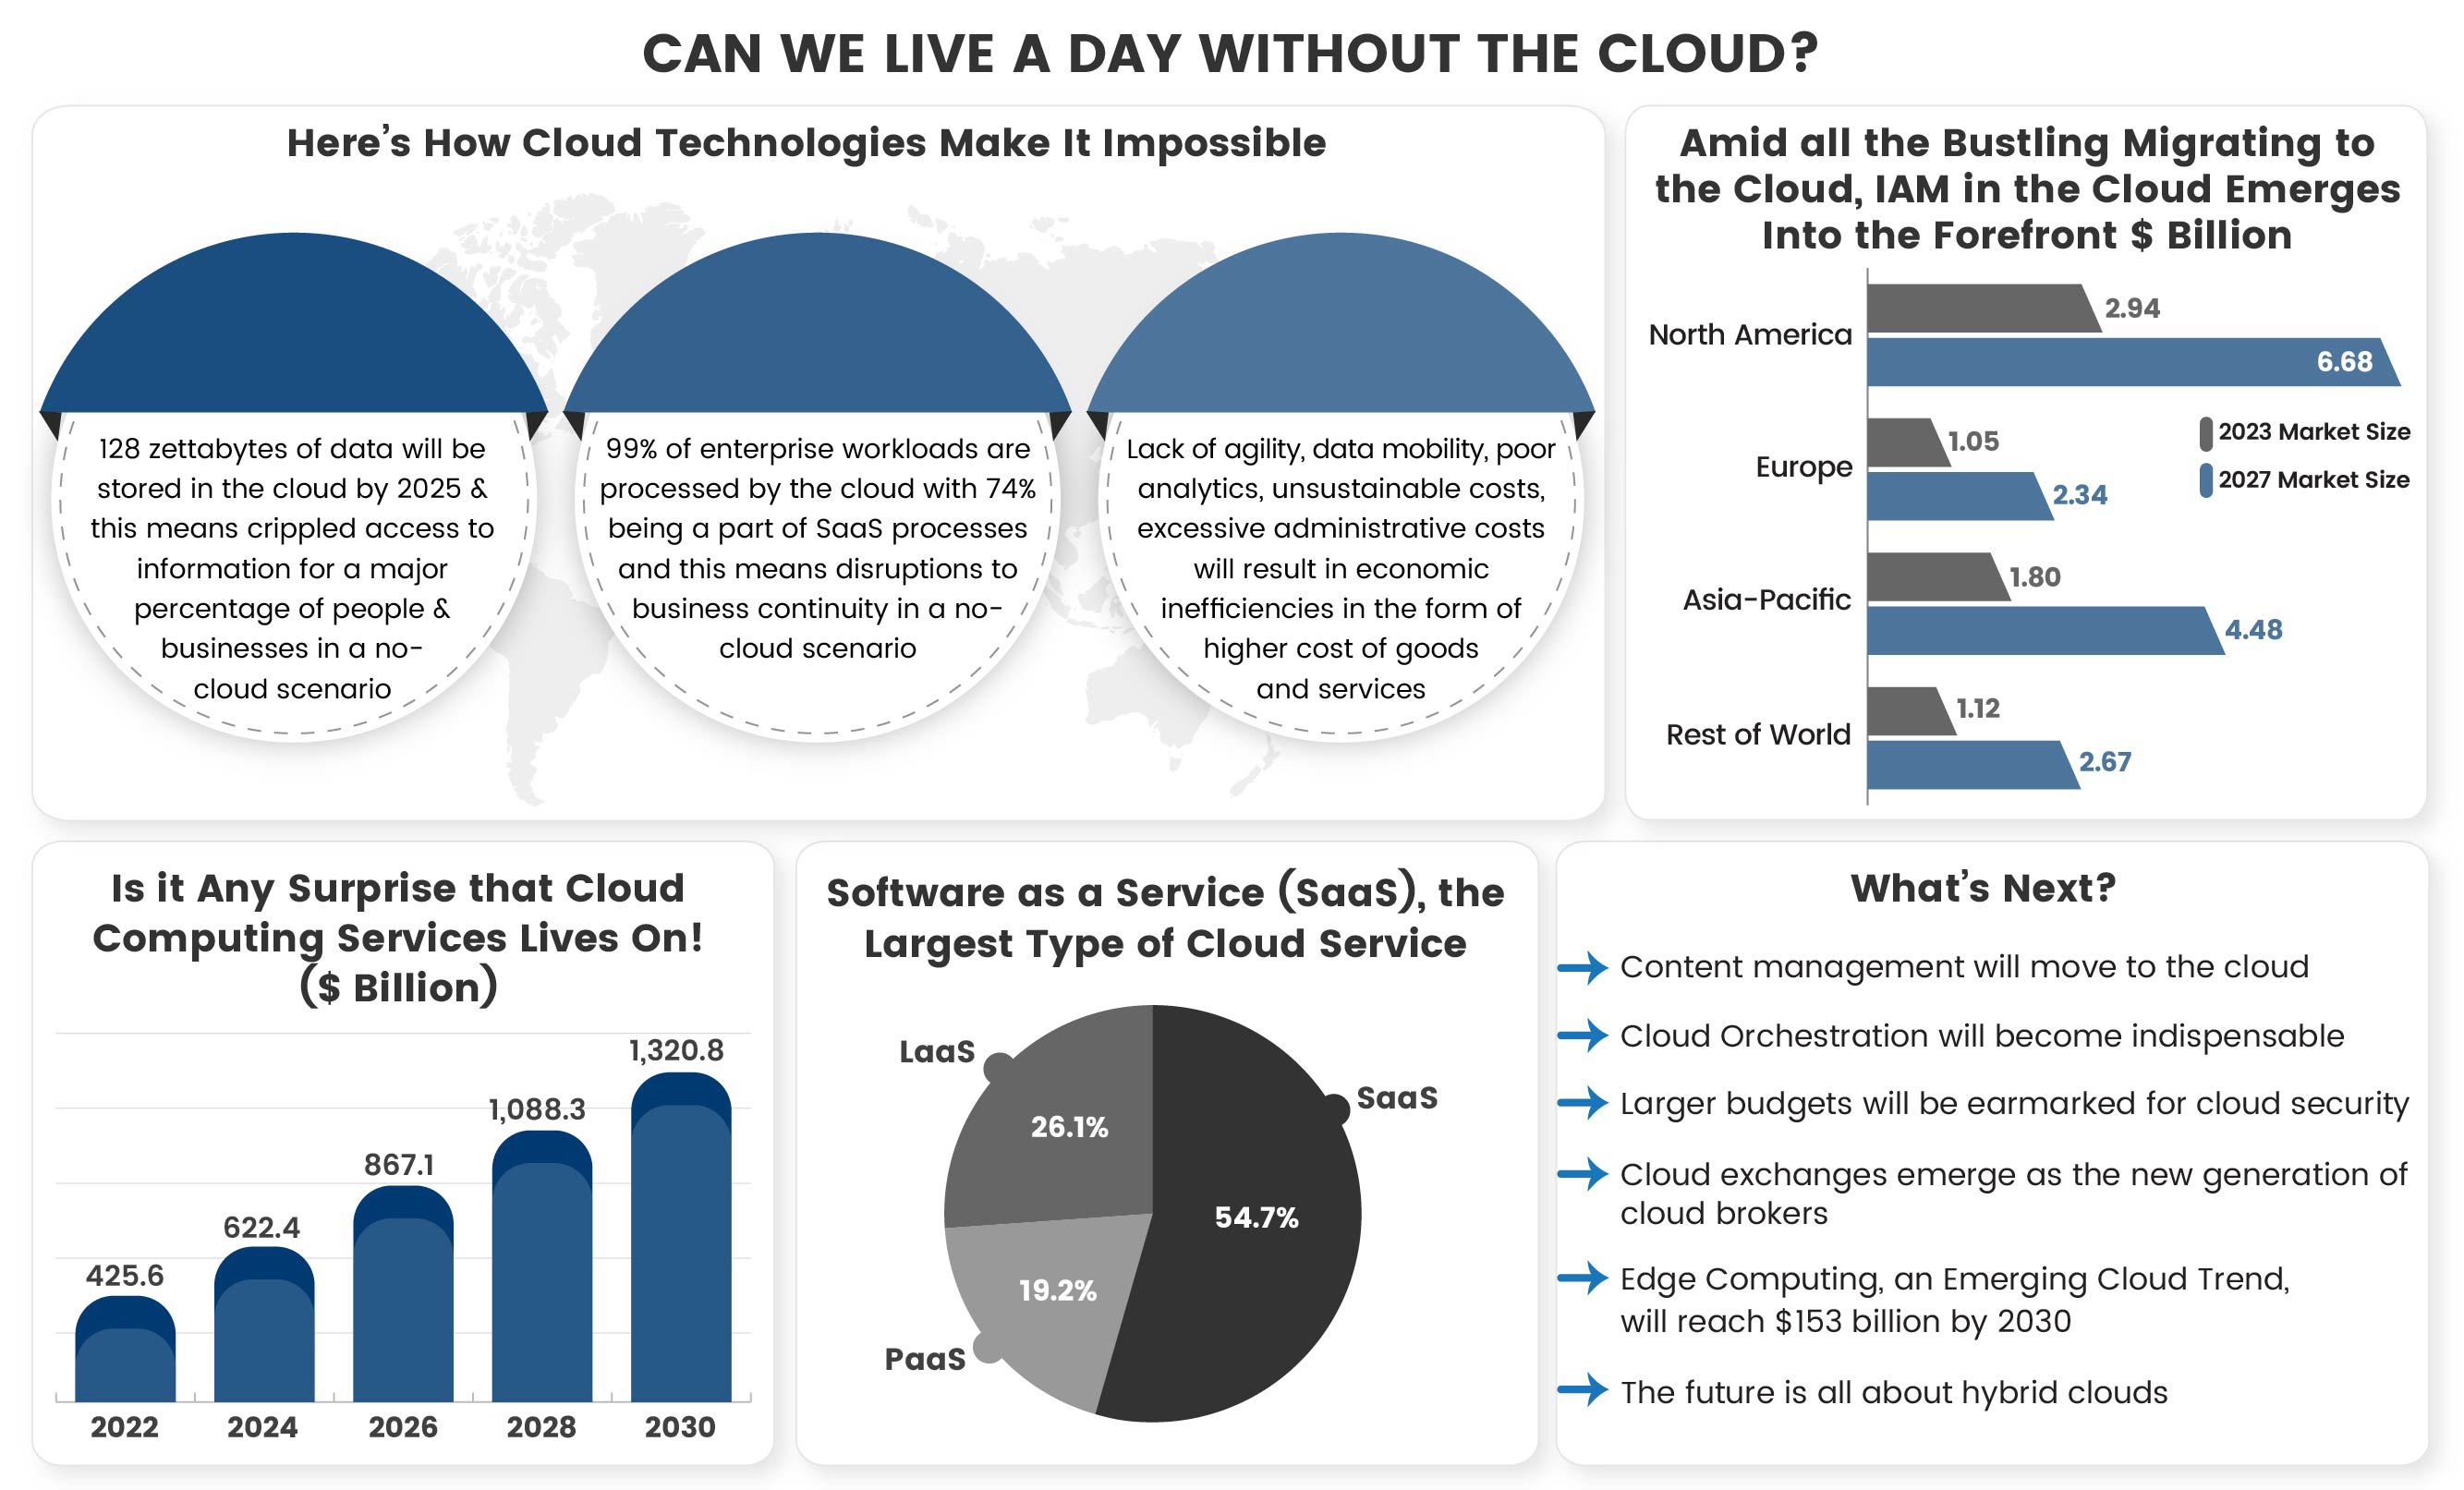 CAN WE LIVE A DAY WITHOUT THE CLOUD?
Here’s How Cloud Technologies Make It Impossible
128 zettabytes of data will be
stored in the cloud by 2025 &
this means crippled access to
information for a major
percentage of people &
businesses in a no-
cloud scenario
99% of enterprise workloads are
processed by the cloud with 74%
being a part of SaaS processes
and this means disruptions to
business continuity in a no-
cloud scenario
Lack of agility, data mobility, poor
analytics, unsustainable costs,
excessive administrative costs
will result in economic
inefficiencies in the form of
higher cost of goods
and services
Amid all the Bustling Migrating to
the Cloud, IAM in the Cloud Emerges
Into the Forefront $ Billion
North America
2.94
6.68
Europe
1.05
2.34
2023 Market Size
2027 Market Size
Asia-Pacific
1.80
4.48
Rest of World
1.12
2.67
Is it Any Surprise that Cloud
Computing Services Lives On!
($ Billion)
425.6
622.4
867.1
1,088.3
1,320.8
2022
2024
2026
2028
2030
Software as a Service (SaaS), the
Largest Type of Cloud Service
LaaS
26.1%
SaaS
54.7%
19.2%
PaaS
What’s Next?
Content management will move to the cloud
Cloud Orchestration will become indispensable
Larger budgets will be earmarked for cloud security
Cloud exchanges emerge as the new generation of
cloud brokers
Edge Computing, an Emerging Cloud Trend,
will reach $153 billion by 2030
The future is all about hybrid clouds